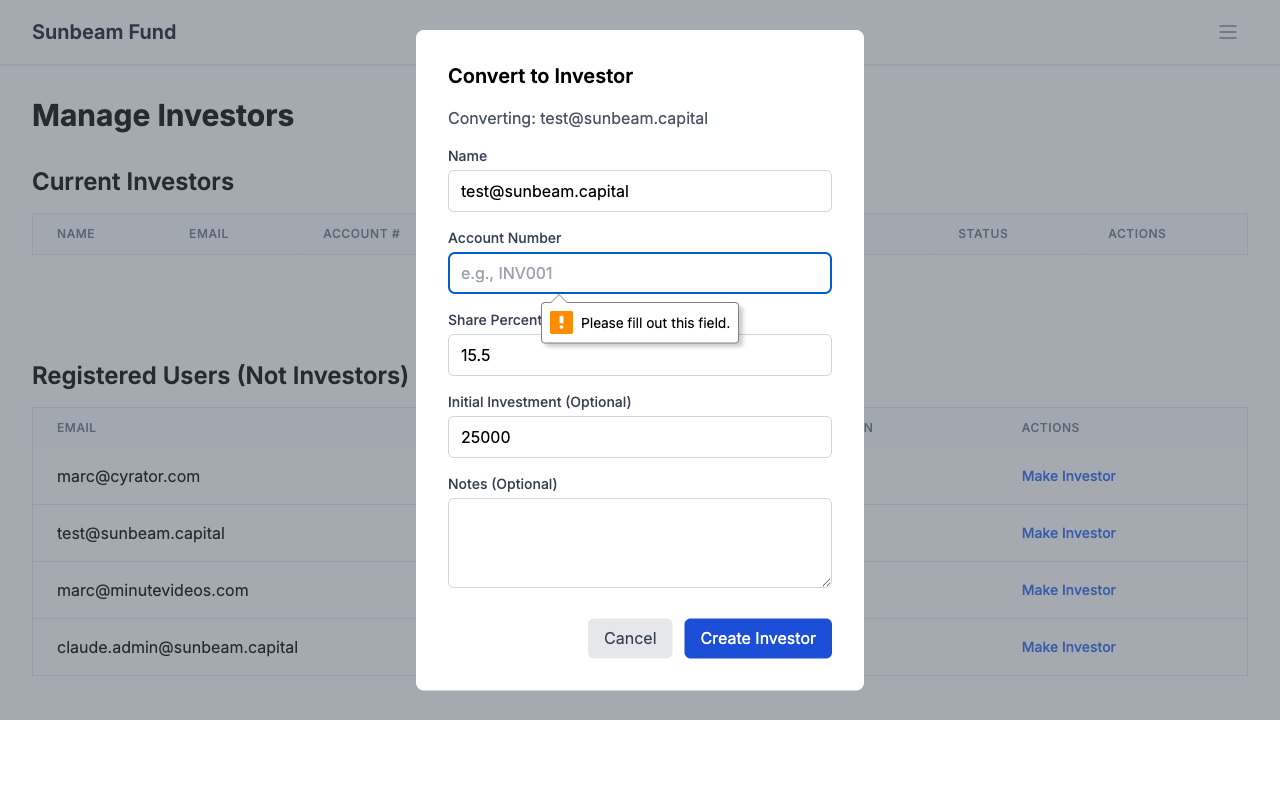 Sunbeam Fund
Manage Investors
Current Investors
NAME EMAIL ACCOUNT # STATUS ACTIONS
Registered Users (Not Investors)
EMAIL N ACTIONS
marc@cyrator.com Make Investor
test@sunbeam.capital Make Investor
marc@minutevideos.com Make Investor
claude.admin@sunbeam.capital Make Investor
Convert to Investor
Converting: test@sunbeam.capital
Name
test@sunbeam.capital
Account Number
e.g., INV001
Please fill out this field.
Share Percent
15.5
Initial Investment (Optional)
25000
Notes (Optional)
Cancel Create Investor